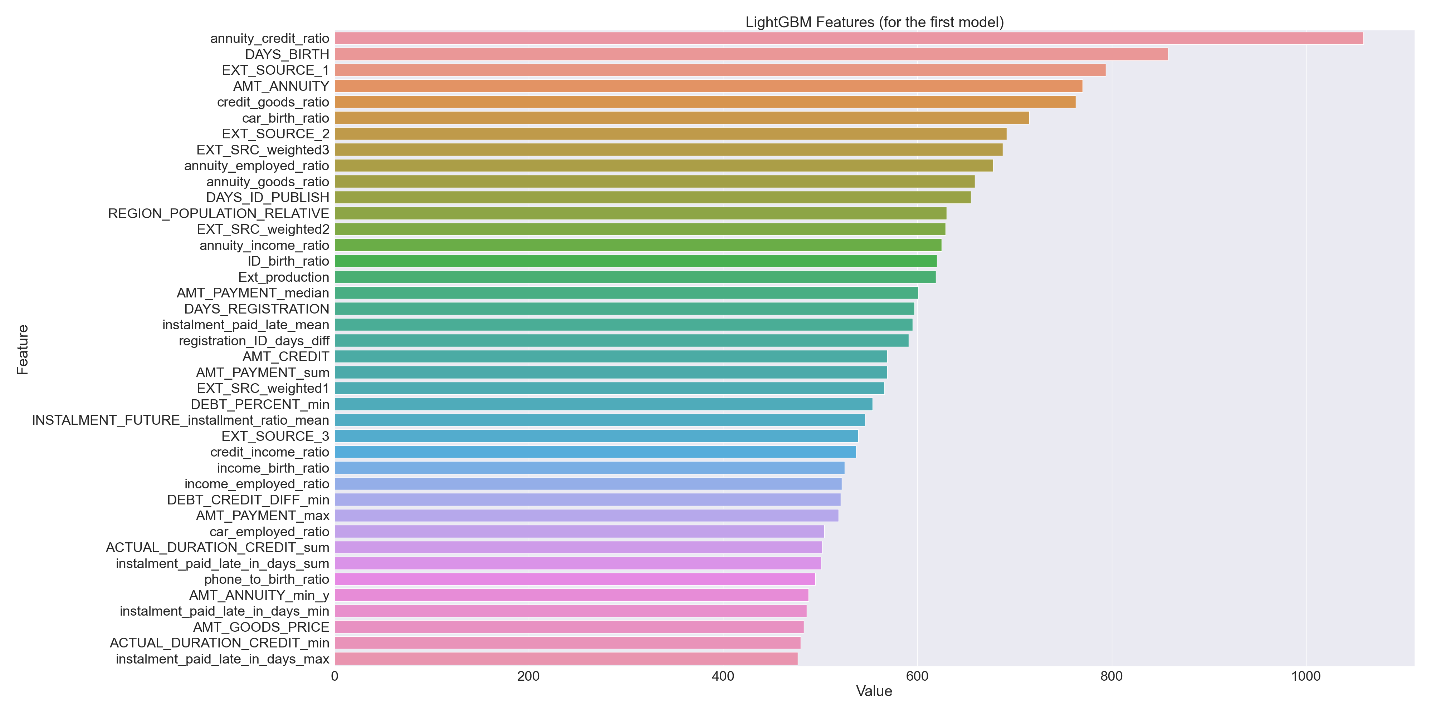 LightGBM Features (for the first model)
annuity_credit_ratio
DAYS_BIRTH
EXT_SOURCE_1
AMT_ANNUITY
credit_goods_ratio
car_birth_ratio
EXT_SOURCE_2
EXT_SRC_weighted3
annuity_employed_ratio
annuity_goods_ratio
DAYS_ID_PUBLISH
REGION_POPULATION_RELATIVE
EXT_SRC_weighted2
annuity_income_ratio
ID_birth_ratio
Ext_production
AMT_PAYMENT_median
DAYS_REGISTRATION
instalment_paid_late_mean
registration_ID_days_diff
AMT_CREDIT
AMT_PAYMENT_sum
EXT_SRC_weighted1
DEBT_PERCENT_min
INSTALMENT_FUTURE_installment_ratio_mean
EXT_SOURCE_3
credit_income_ratio
income_birth_ratio
income_employed_ratio
DEBT_CREDIT_DIFF_min
AMT_PAYMENT_max
car_employed_ratio
ACTUAL_DURATION_CREDIT_sum
instalment_paid_late_in_days_sum
phone_to_birth_ratio
AMT_ANNUITY_min_y
instalment_paid_late_in_days_min
AMT_GOODS_PRICE
ACTUAL_DURATION_CREDIT_min
instalment_paid_late_in_days_max
Feature
0 200 400 600 800 1000
Value